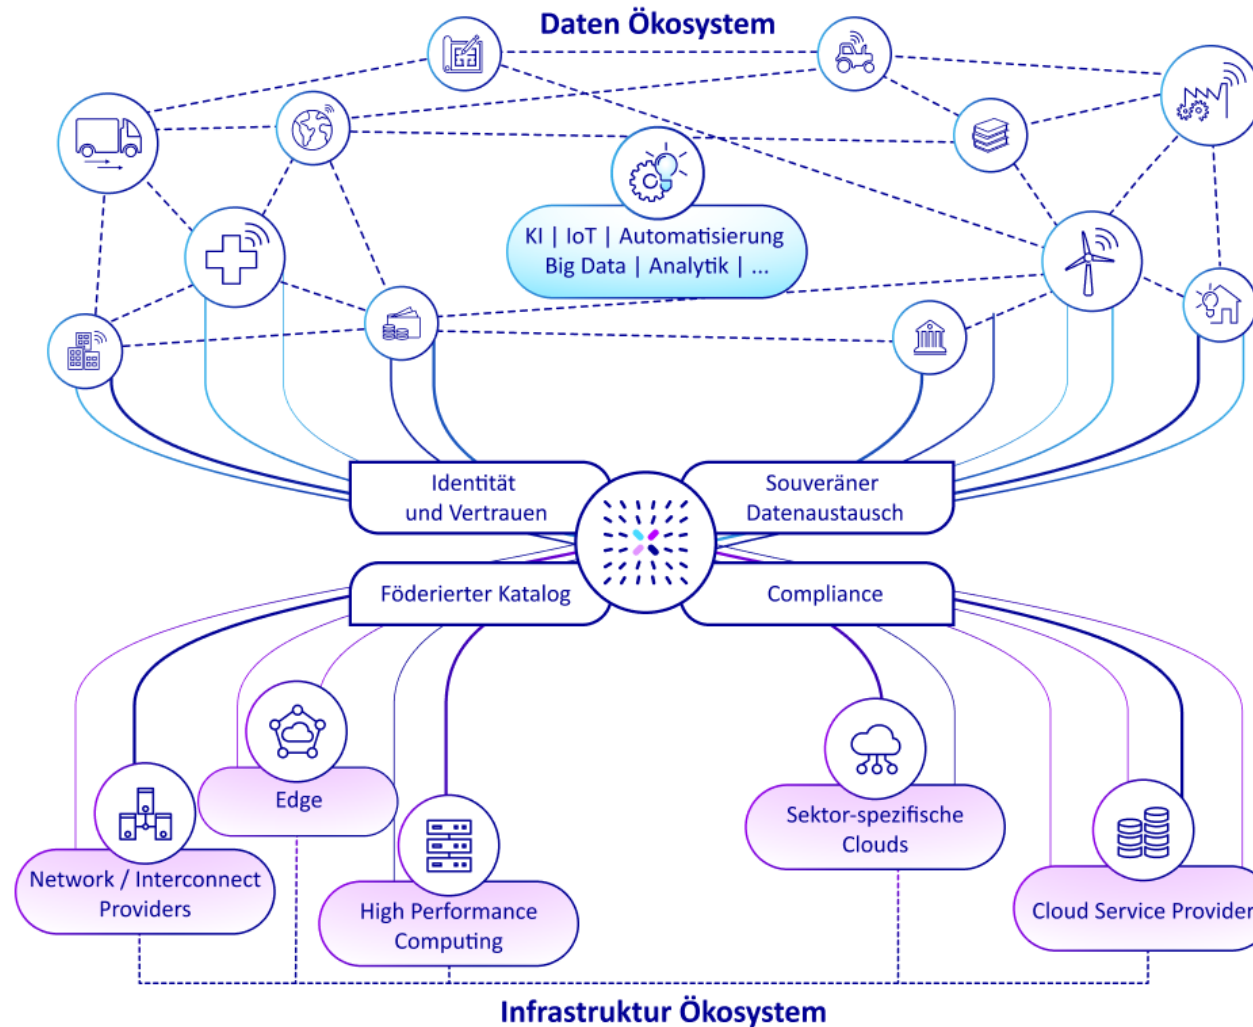 Daten Ökosystem
KI | IoT | Automatisierung
Big Data | Analytik | ...
Identität
und Vertrauen
Souveräner
Datenaustausch
Föderierter Katalog
Compliance
Edge
Sektor-spezifische
Clouds
Network / Interconnect
Providers
High Performance
Computing
Cloud Service Provider
Infrastruktur Ökosystem